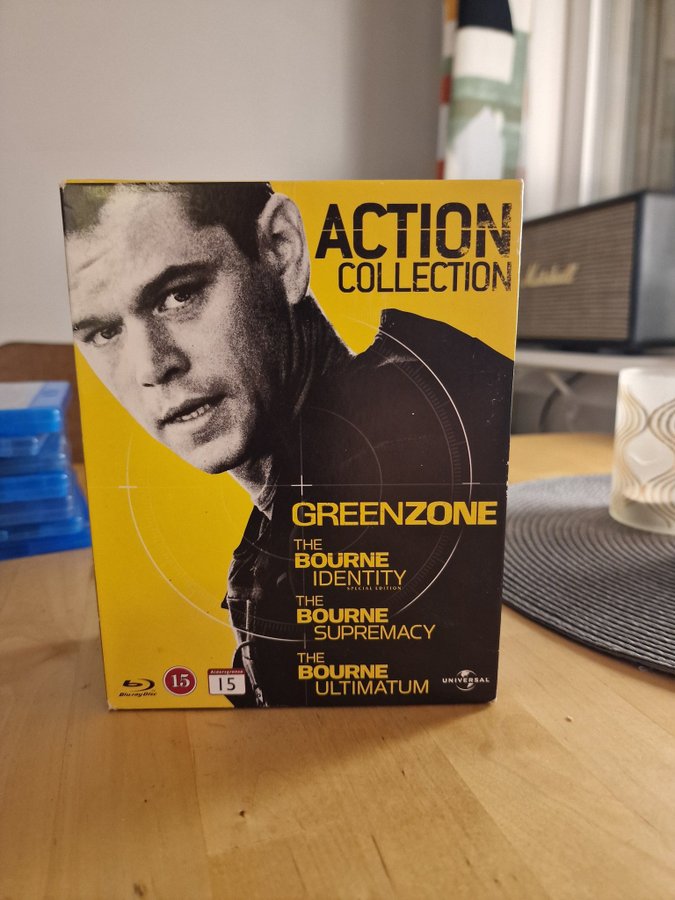 ACTION
COLLECTION
Marshall
GREENZONE
THE
BOURNE
IDENTITY
SPECIAL EDITION
THE
BOURNE
SUPREMACY
THE
BOURNE
ULTIMATUM
Blu-ray Disc
15
Aldersgrense
15
UNIVERSAL